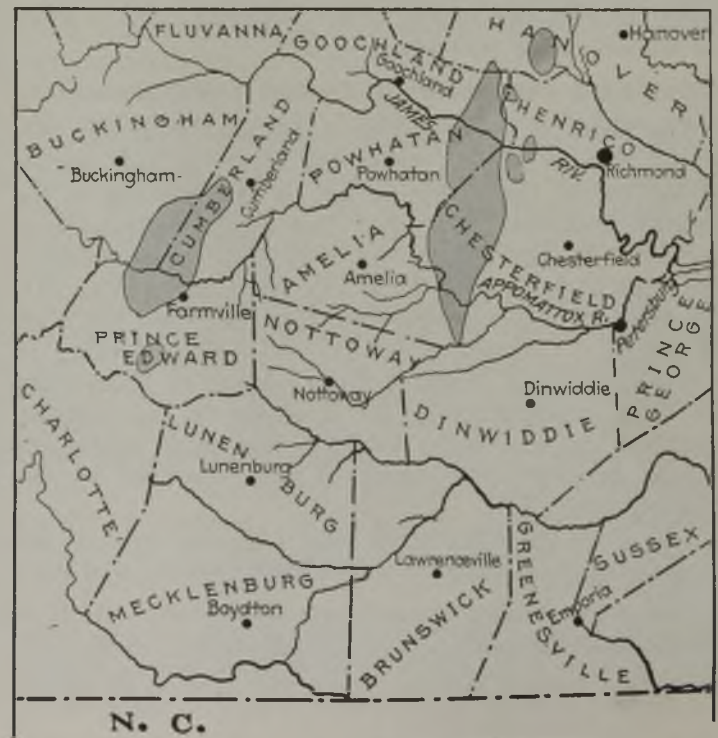 FLUVANNA
GOOCHLAND
HANOVER
Hanover
Goochland
BUCKINGHAM
Buckingham
CUMBERLAND
Cumberland
POWHATAN
Powhatan
JAMES RIV.
HENRICO
Richmond
AMELIA
Amelia
CHESTERFIELD
Chesterfield
APPOMATTOX R.
Petersburg
PRINCE GEORGE
Farmville
PRINCE
EDWARD
NOTTOWAY
Nottoway
Dinwiddie
DINWIDDIE
CHARLOTTE
LUNENBURG
Lunenburg
MECKLENBURG
Boydton
Lawrenceville
BRUNSWICK
GREENESVILLE
SUSSEX
Emporia
N. C.